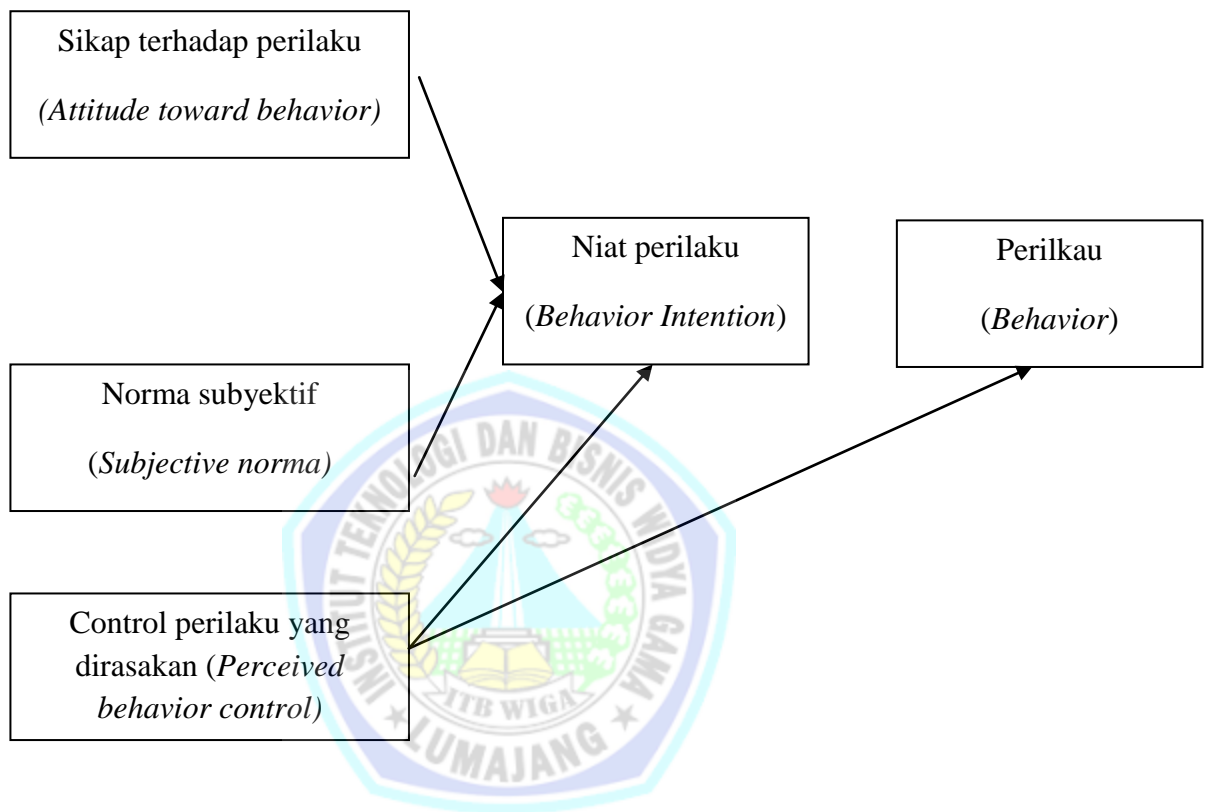 Sikap terhadap perilaku
(Attitude toward behavior)
Niat perilaku
(Behavior Intention)
Perilkau
(Behavior)
Norma subyektif
(Subjective norma)
Control perilaku yang
dirasakan (Perceived
behavior control)
INSTITUT TEKNOLOGI DAN BISNIS WIDYA GAMA
ITB WIGA
LUMAJANG